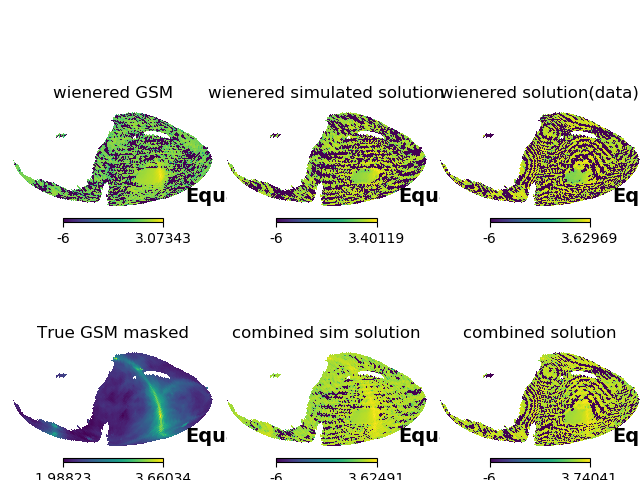 wienered GSM
wienered simulated solution
wienered solution(data)
Equ
Equ
Eq
-6 3.07343
-6 3.40119
-6 3.62969
True GSM masked
combined sim solution
combined solution
Equ
Equ
Eq
1.98823 3.66034
-6 3.62491
-6 3.74041